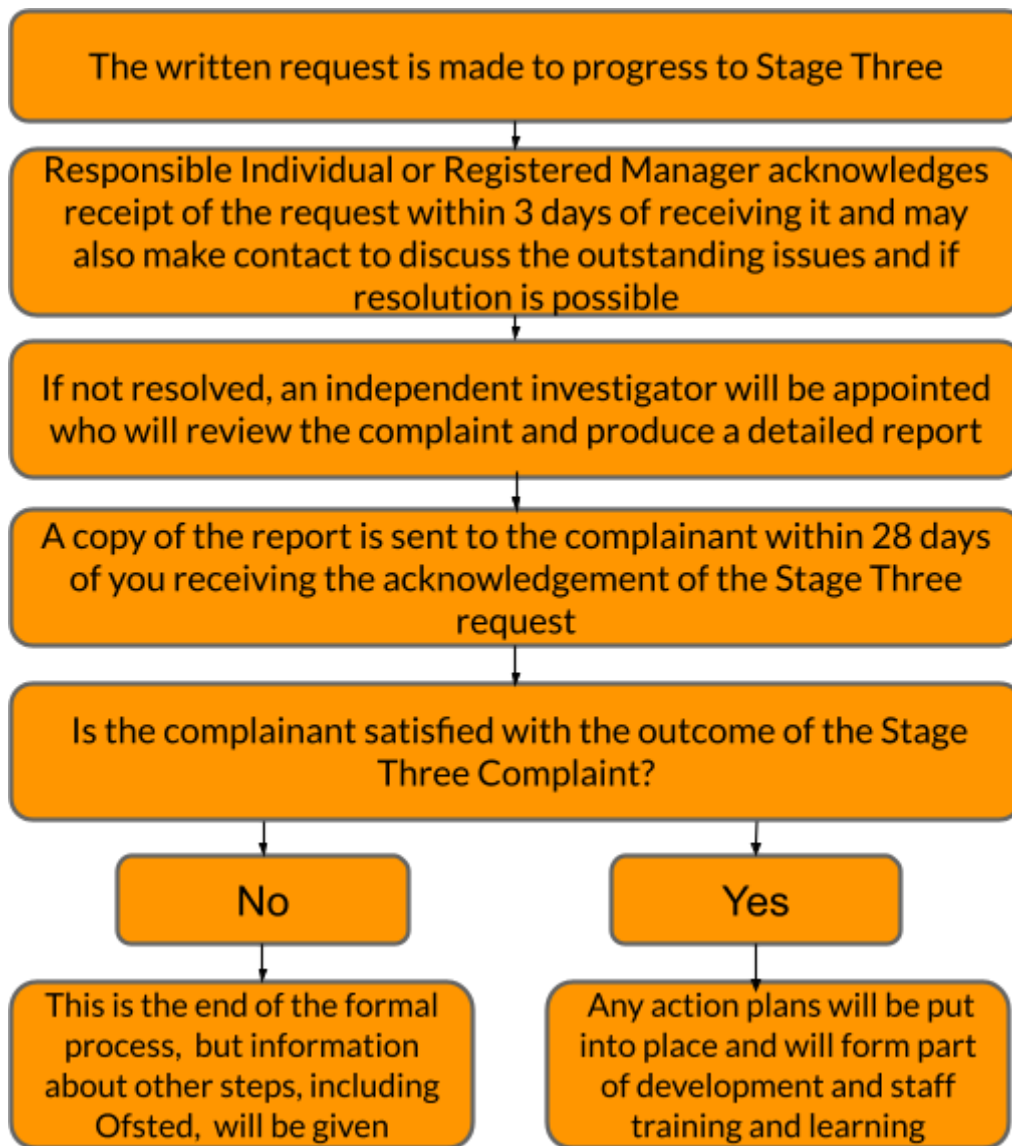 The written request is made to progress to Stage Three
Responsible Individual or Registered Manager acknowledges
receipt of the request within 3 days of receiving it and may
also make contact to discuss the outstanding issues and if
resolution is possible
If not resolved, an independent investigator will be appointed
who will review the complaint and produce a detailed report
A copy of the report is sent to the complainant within 28 days
of you receiving the acknowledgement of the Stage Three
request
Is the complainant satisfied with the outcome of the Stage
Three Complaint?
No
Yes
This is the end of the formal
process, but information
about other steps, including
Ofsted, will be given
Any action plans will be put
into place and will form part
of development and staff
training and learning